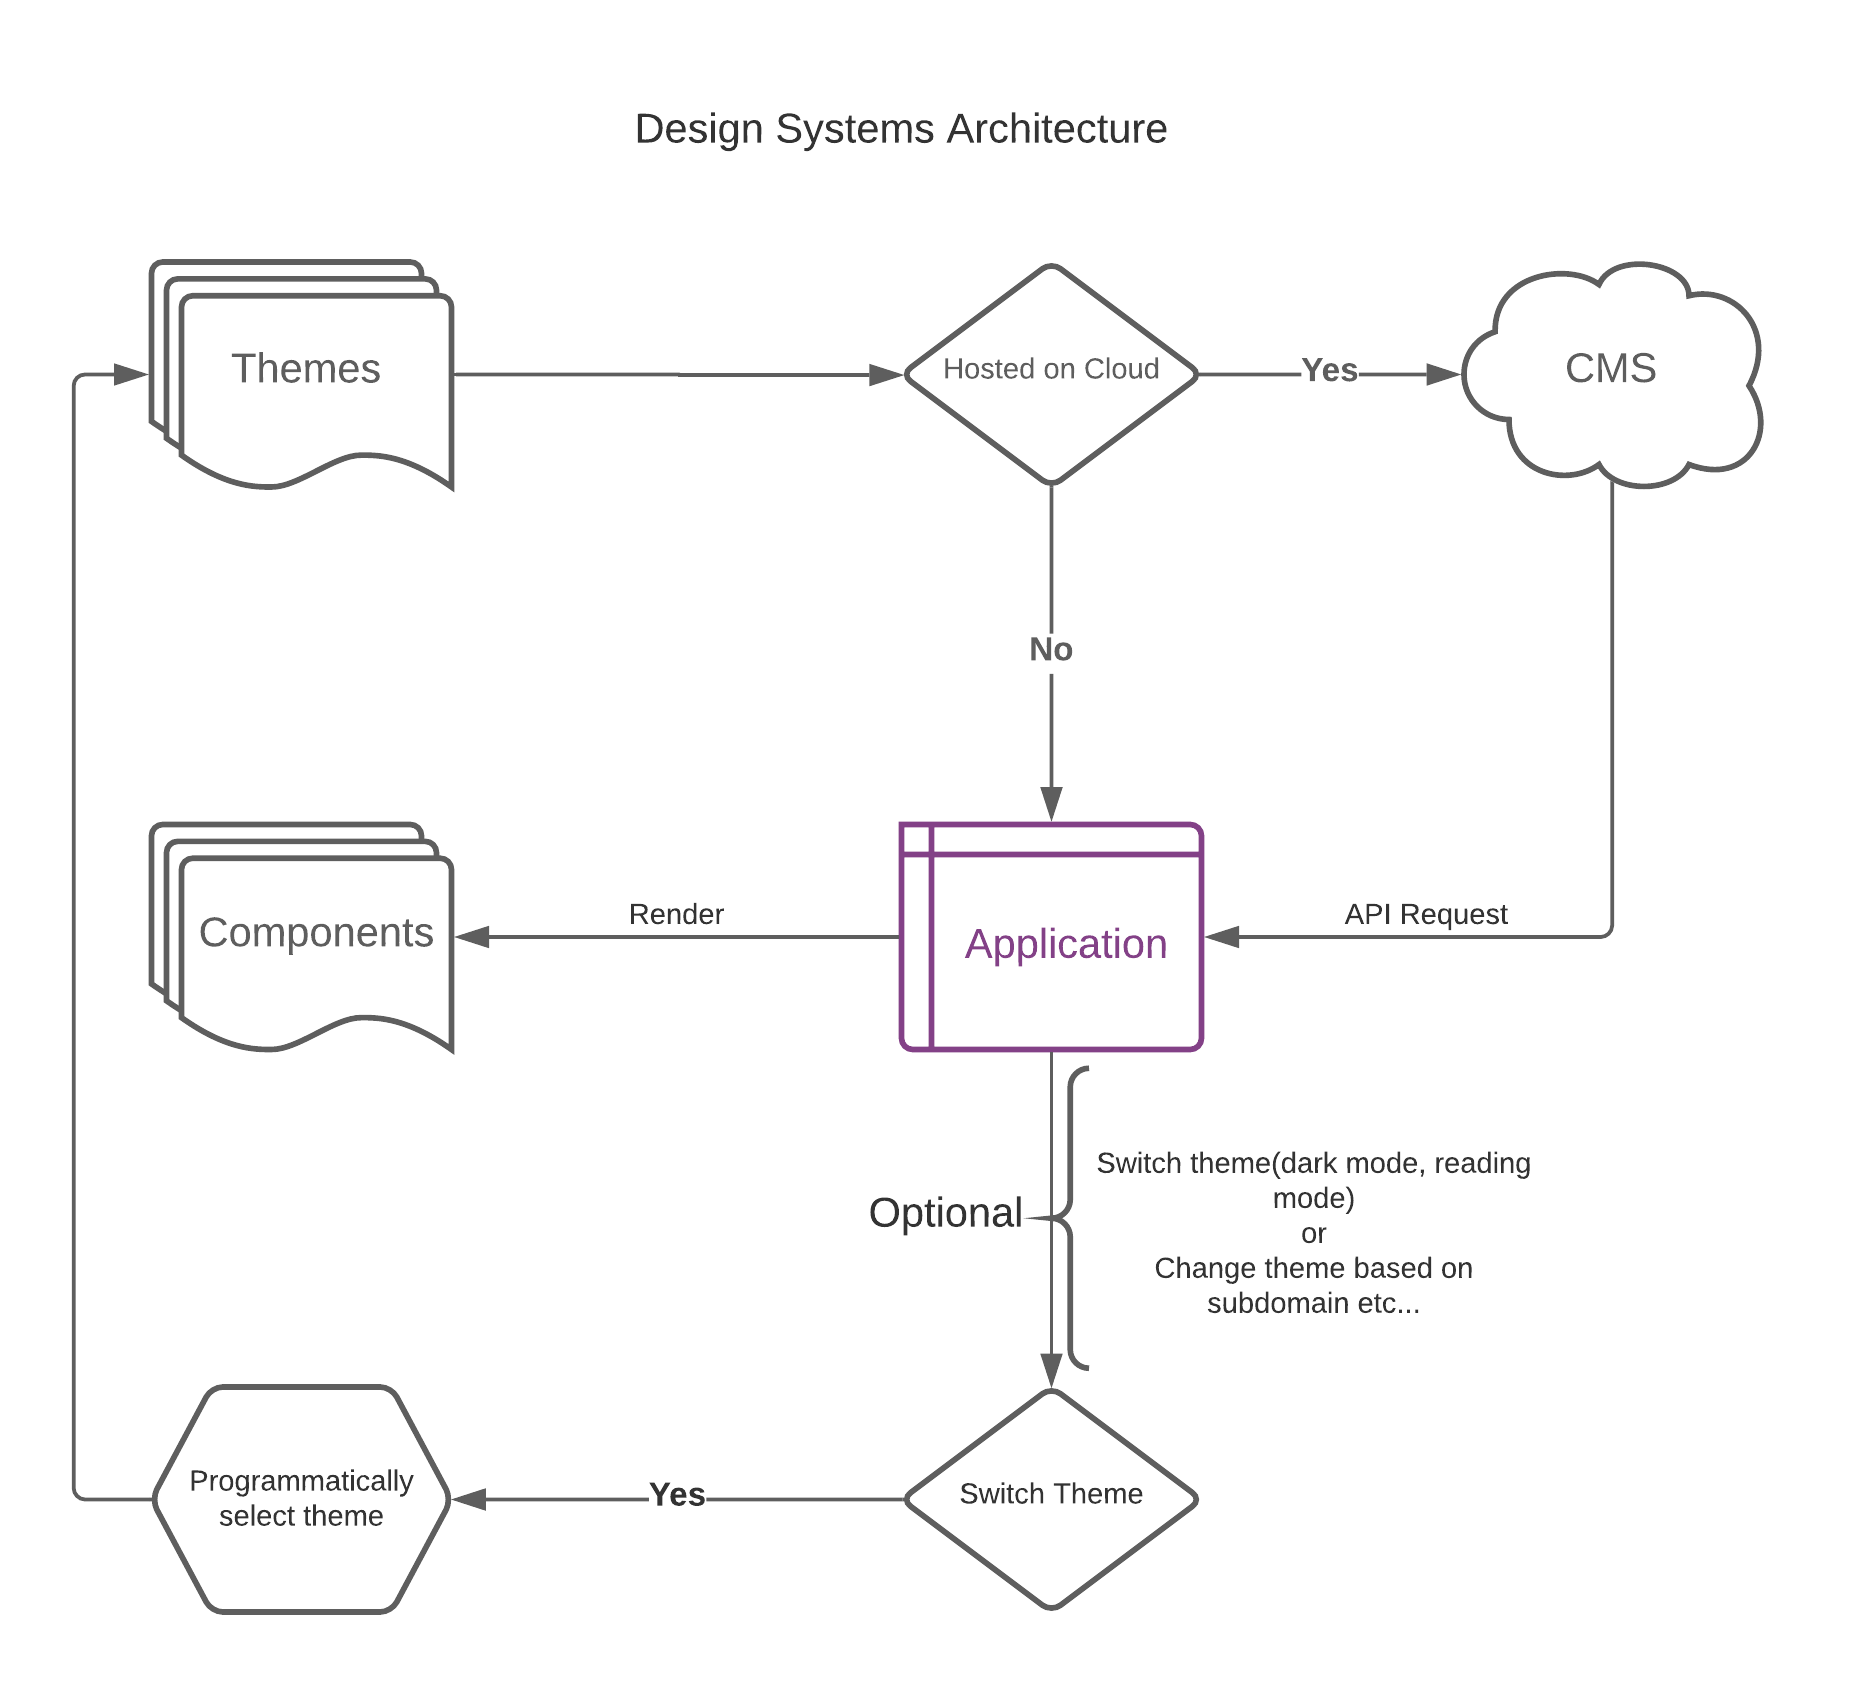 Design Systems Architecture
Themes
Hosted on Cloud
Yes
CMS
No
Components
Render
Application
API Request
Optional
Switch theme(dark mode, reading
mode)
or
Change theme based on
subdomain etc...
Programmatically
select theme
Yes
Switch Theme